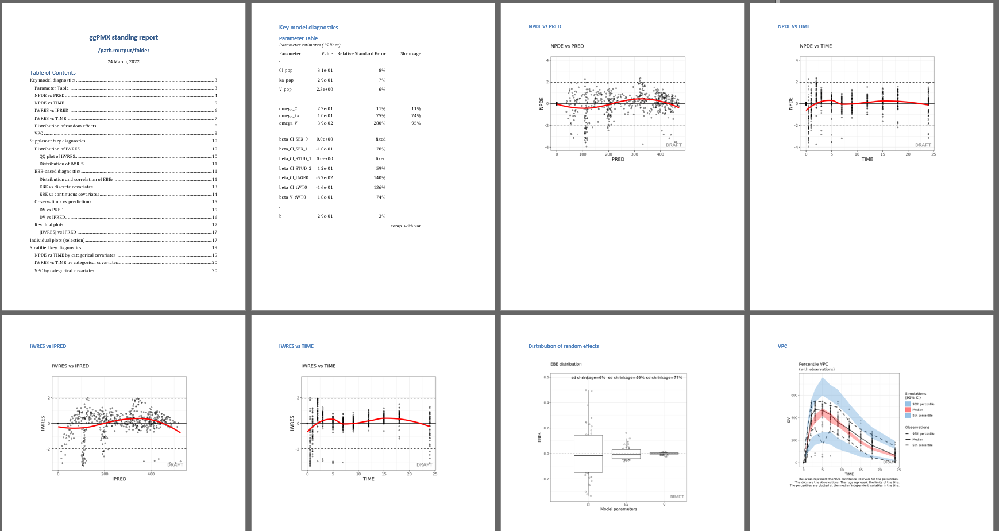 ggPMX standing report
/path2output/folder
24 March, 2022
Table of Contents
Key model diagnostics 3
Parameter Table 3
NPDE vs PRED 4
NPDE vs TIME 5
IWRES vs IPRED 6
IWRES vs TIME 7
Distribution of random effects 8
VPC 9
Supplementary diagnostics 10
Distribution of IWRES 10
QQ plot of IWRES 10
Distribution of IWRES 11
EBE-based diagnostics 11
Distribution and correlation of EBEs 11
EBE vs discrete covariates 13
EBE vs continuous covariates 14
Observations vs predictions 15
DV vs PRED 15
DV vs IPRED 16
Residual plots 17
|IWRES| vs IPRED 17
Individual plots (selection) 17
Stratified key diagnostics 19
NPDE vs TIME by categorical covariates 19
IWRES vs TIME by categorical covariates 20
VPC by categorical covariates 20
Key model diagnostics
Parameter Table
Parameter estimates (15 lines)
Parameter Value Relative Standard Error Shrinkage
.
Cl_pop 3.1e-01 8%
ka_pop 2.9e-01 7%
V_pop 2.3e+00 6%
.
omega_Cl 2.2e-01 11% 11%
omega_ka 1.0e-01 75% 74%
omega_V 3.9e-02 280% 95%
.
beta_Cl_SEX_0 0.0e+00 fixed
beta_Cl_SEX_1 -1.0e-01 78%
beta_Cl_STUD_1 0.0e+00 fixed
beta_Cl_STUD_2 1.2e-01 59%
beta_Cl_tAGE0 -5.7e-02 140%
beta_Cl_tWT0 -1.6e-01 136%
beta_V_tWT0 1.8e-01 74%
.
b 2.9e-01 3%
. comp. with var
NPDE vs PRED
NPDE vs PRED
4
2
0
-2
-4
NPDE
DRAFT
0 100 200 300 400
PRED
NPDE vs TIME
NPDE vs TIME
4
2
0
-2
-4
NPDE
DRAFT
0 5 10 15 20 25
TIME
IWRES vs IPRED
IWRES vs IPRED
2
0
-2
IWRES
DRAFT
0 200 400
IPRED
IWRES vs TIME
IWRES vs TIME
2
0
-2
IWRES
DRAFT
0 5 10 15 20 25
TIME
Distribution of random effects
EBE distribution
sd shrinkage=6% sd shrinkage=49% sd shrinkage=77%
0.6
0.4
0.2
0.0
-0.2
EBEs
DRAFT
Cl ka V
Model parameters
VPC
Percentile VPC
(with observations)
600
400
200
0
DV
DRAFT
0 5 10 15 20 25
TIME
Simulations
(95% CI)
95th percentile
Median
5th percentile
Observations
95th percentile
Median
5th percentile
The areas represent the 95% confidence intervals for the percentiles.
The dots are the observations. The rugs represent the limits of the bins.
The percentiles are plotted at the median independent variables in the bins.